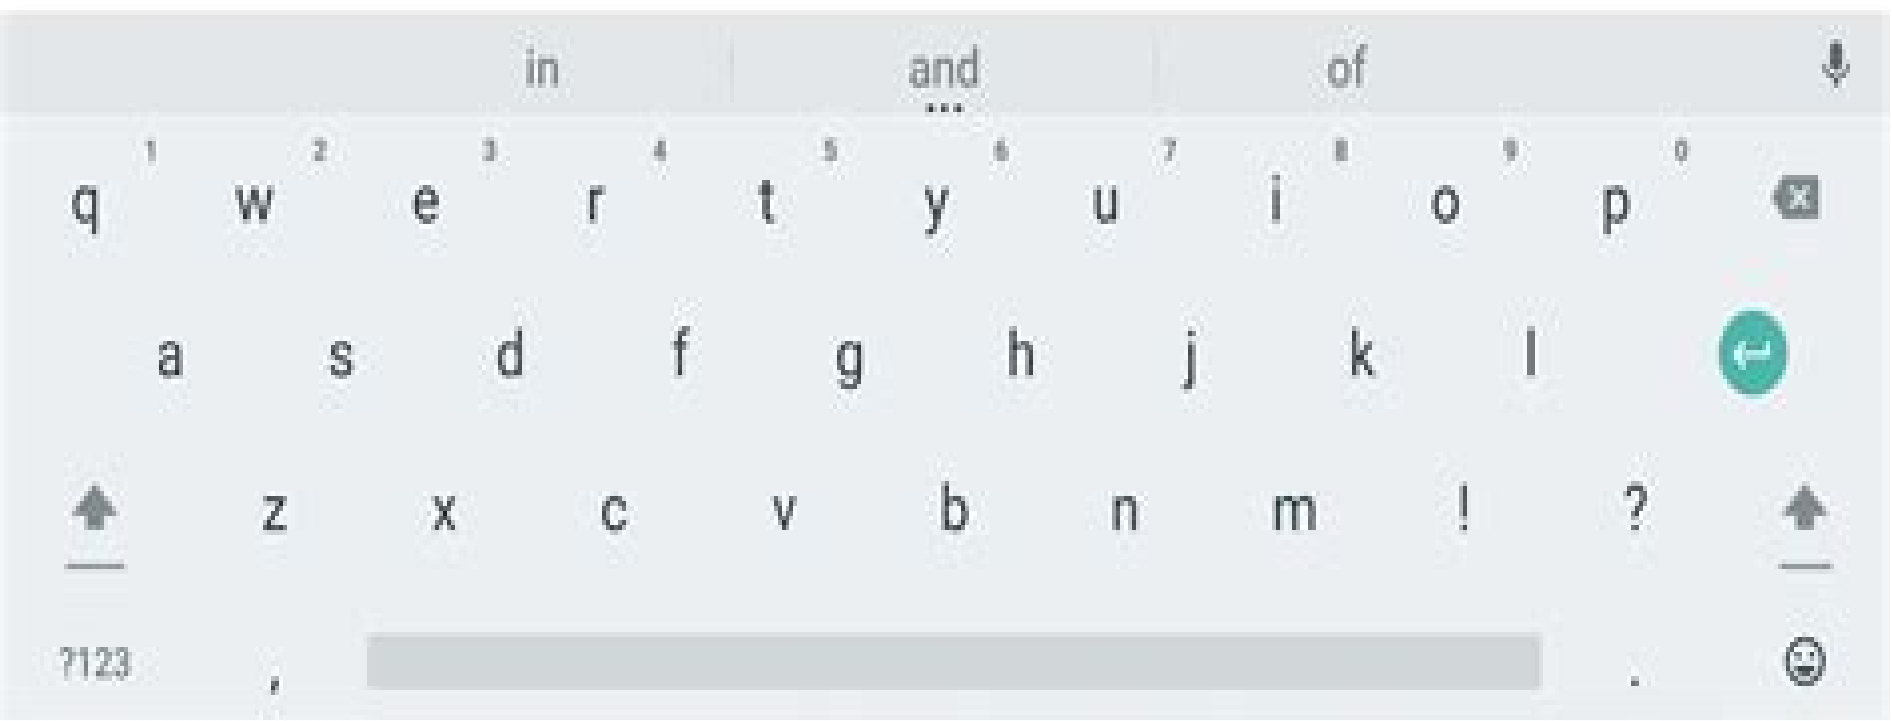 in and of
1 2 3 4 5 6 7 8 9 0
q w e r t y u i o p
a s d f g h j k l
z x c v b n m ! ?
?123 , .